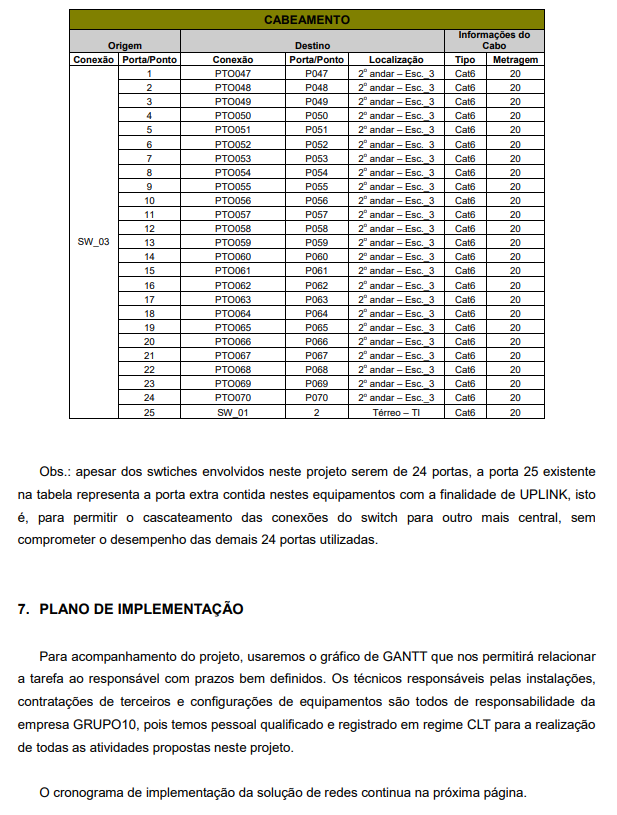 CABEAMENTO
Origem Destino Informações do Cabo
Conexão Porta/Ponto Conexão Porta/Ponto Localização Tipo Metragem
1 PTO047 P047 2º andar – Esc._3 Cat6 20
2 PTO048 P048 2º andar – Esc._3 Cat6 20
3 PTO049 P049 2º andar – Esc._3 Cat6 20
4 PTO050 P050 2º andar – Esc._3 Cat6 20
5 PTO051 P051 2º andar – Esc._3 Cat6 20
6 PTO052 P052 2º andar – Esc._3 Cat6 20
7 PTO053 P053 2º andar – Esc._3 Cat6 20
8 PTO054 P054 2º andar – Esc._3 Cat6 20
9 PTO055 P055 2º andar – Esc._3 Cat6 20
10 PTO056 P056 2º andar – Esc._3 Cat6 20
11 PTO057 P057 2º andar – Esc._3 Cat6 20
12 PTO058 P058 2º andar – Esc._3 Cat6 20
SW_03 13 PTO059 P059 2º andar – Esc._3 Cat6 20
14 PTO060 P060 2º andar – Esc._3 Cat6 20
15 PTO061 P061 2º andar – Esc._3 Cat6 20
16 PTO062 P062 2º andar – Esc._3 Cat6 20
17 PTO063 P063 2º andar – Esc._3 Cat6 20
18 PTO064 P064 2º andar – Esc._3 Cat6 20
19 PTO065 P065 2º andar – Esc._3 Cat6 20
20 PTO066 P066 2º andar – Esc._3 Cat6 20
21 PTO067 P067 2º andar – Esc._3 Cat6 20
22 PTO068 P068 2º andar – Esc._3 Cat6 20
23 PTO069 P069 2º andar – Esc._3 Cat6 20
24 PTO070 P070 2º andar – Esc._3 Cat6 20
25 SW_01 2 Térreo – TI Cat6 20
Obs.: apesar dos swtiches envolvidos neste projeto serem de 24 portas, a porta 25 existente
na tabela representa a porta extra contida nestes equipamentos com a finalidade de UPLINK, isto
é, para permitir o cascateamento das conexões do switch para outro mais central, sem
comprometer o desempenho das demais 24 portas utilizadas.
7. PLANO DE IMPLEMENTAÇÃO
Para acompanhamento do projeto, usaremos o gráfico de GANTT que nos permitirá relacionar
a tarefa ao responsável com prazos bem definidos. Os técnicos responsáveis pelas instalações,
contratações de terceiros e configurações de equipamentos são todos de responsabilidade da
empresa GRUPO10, pois temos pessoal qualificado e registrado em regime CLT para a realização
de todas as atividades propostas neste projeto.
O cronograma de implementação da solução de redes continua na próxima página.